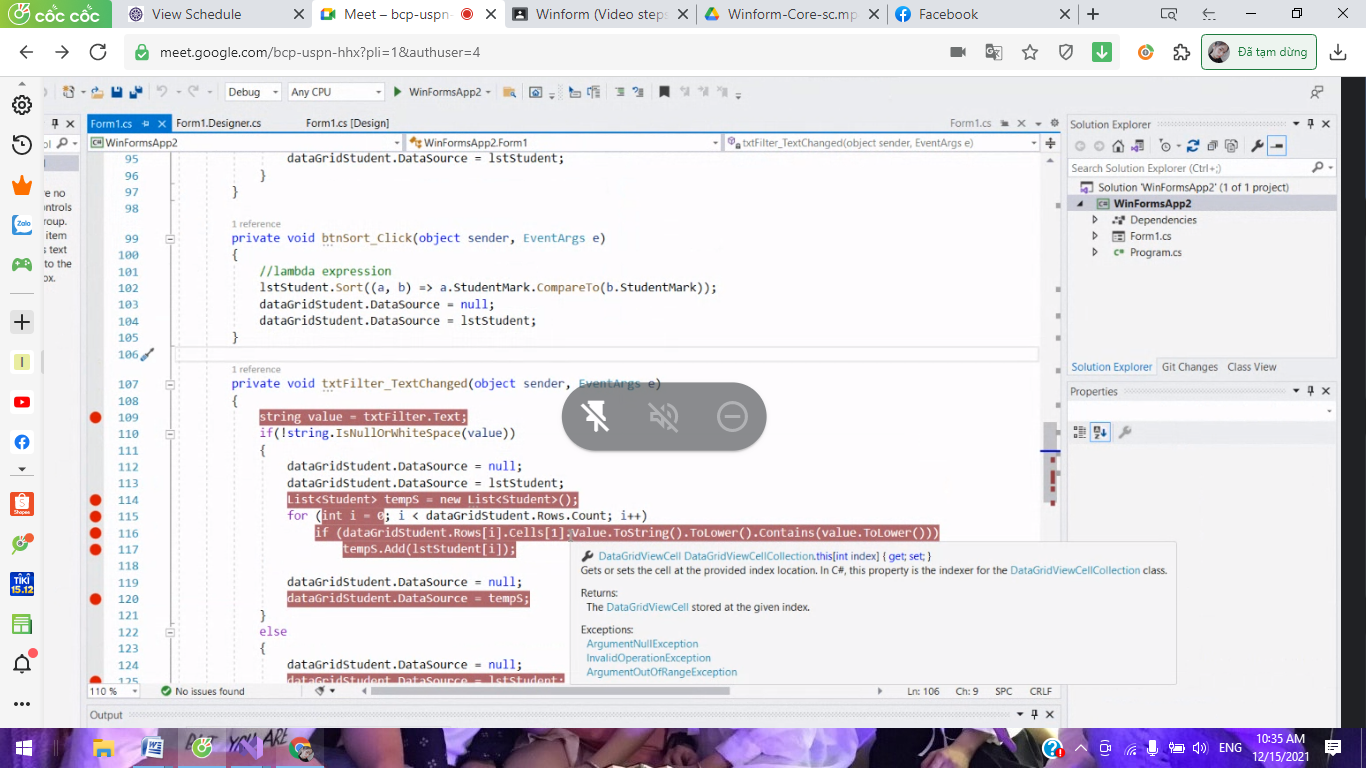 cốc cốc
View Schedule
Meet – bcp-uspn-
Winform (Video steps
Winform-Core-sc.mp
Facebook
meet.google.com/bcp-uspn-hhx?pli=1&authuser=4
Đã tạm dừng
Debug
Any CPU
WinFormsApp2
Form1.cs
Form1.Designer.cs
Form1.cs [Design]
Form1.cs
WinFormsApp2
WinFormsApp2.Form1
txtFilter_TextChanged(object sender, EventArgs e)
re no
ontrols
roup.
item
s text
to the
ox.
95 dataGridStudent.DataSource = lstStudent;
96 }
97 }
98
1 reference
99 private void btnSort_Click(object sender, EventArgs e)
100 {
101 //lambda expression
102 lstStudent.Sort((a, b) => a.StudentMark.CompareTo(b.StudentMark));
103 dataGridStudent.DataSource = null;
104 dataGridStudent.DataSource = lstStudent;
105 }
106
1 reference
107 private void txtFilter_TextChanged(object sender, EventArgs e)
108 {
109 string value = txtFilter.Text;
110 if(!string.IsNullOrWhiteSpace(value))
111 {
112 dataGridStudent.DataSource = null;
113 dataGridStudent.DataSource = lstStudent;
114 List<Student> tempS = new List<Student>();
115 for (int i = 0; i < dataGridStudent.Rows.Count; i++)
116 if (dataGridStudent.Rows[i].Cells[1].Value.ToString().ToLower().Contains(value.ToLower()))
117 tempS.Add(lstStudent[i]);
118
119 dataGridStudent.DataSource = null;
120 dataGridStudent.DataSource = tempS;
121 }
122 else
123 {
124 dataGridStudent.DataSource = null;
125 dataGridStudent.DataSource = lstStudent;
DataGridViewCell DataGridViewCellCollection.this[int index] { get; set; }
Gets or sets the cell at the provided index location. In C#, this property is the indexer for the DataGridViewCellCollection class.
Returns:
The DataGridViewCell stored at the given index.
Exceptions:
ArgumentNullException
InvalidOperationException
ArgumentOutOfRangeException
110 %
No issues found
Ln: 106
Ch: 9
SPC
CRLF
Output
Solution Explorer
Search Solution Explorer (Ctrl+;)
Solution 'WinFormsApp2' (1 of 1 project)
WinFormsApp2
Dependencies
Form1.cs
Program.cs
Solution Explorer
Git Changes
Class View
Properties
Zalo
TIKI
15.12
ENG
10:35 AM
12/15/2021